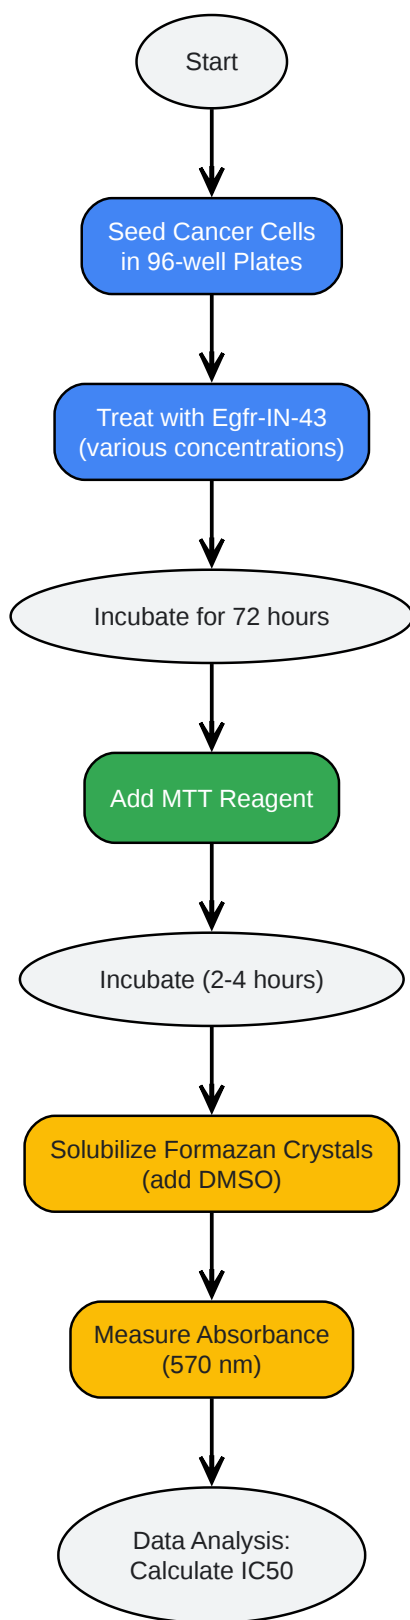 Start
Seed Cancer Cells
in 96-well Plates
Treat with Egfr-IN-43
(various concentrations)
Incubate for 72 hours
Add MTT Reagent
Incubate (2-4 hours)
Solubilize Formazan Crystals
(add DMSO)
Measure Absorbance
(570 nm)
Data Analysis:
Calculate IC50